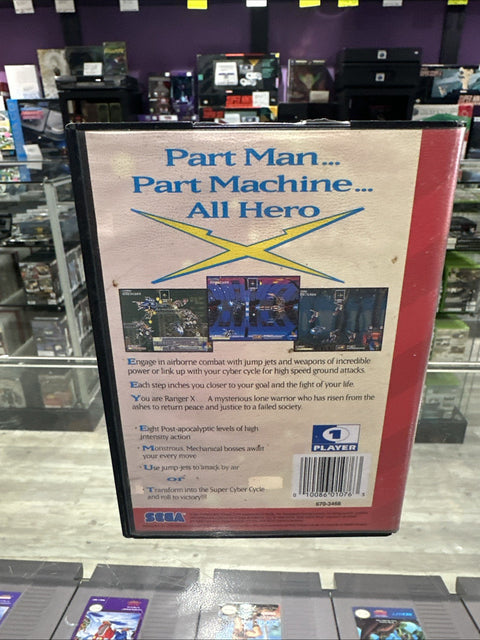 Part Man...
Part Machine...
All Hero
Engage in airborne combat with jump jets and weapons of incredible
power or link up with your cyber cycle for high speed ground attacks.
Each step inches you closer to your goal and the fight of your life.
You are Ranger X A mysterious lone warrior who has risen from the
ashes to return peace and justice to a failed society.
· Eight Post-apocalyptic levels of high
intensity action
· Monstrous, Mechanical bosses await
your every move
· Use jump jets to attack by air
or
· Transform into the Super Cyber Cycle
and roll to victory!!!
1
PLAYER
0 10086 01076 3
670-3468
SEGA